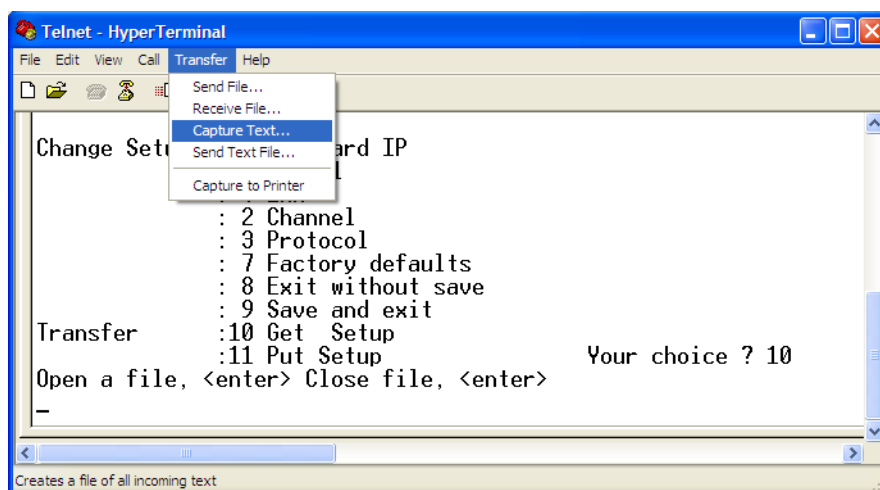 Telnet - HyperTerminal
File Edit View Call Transfer Help
Send File...
Receive File...
Capture Text...
Send Text File...
Capture to Printer
Change Set ard IP
: 2 Channel
: 3 Protocol
: 7 Factory defaults
: 8 Exit without save
: 9 Save and exit
Transfer :10 Get Setup
:11 Put Setup Your choice ? 10
Open a file, <enter> Close file, <enter>
_
Creates a file of all incoming text